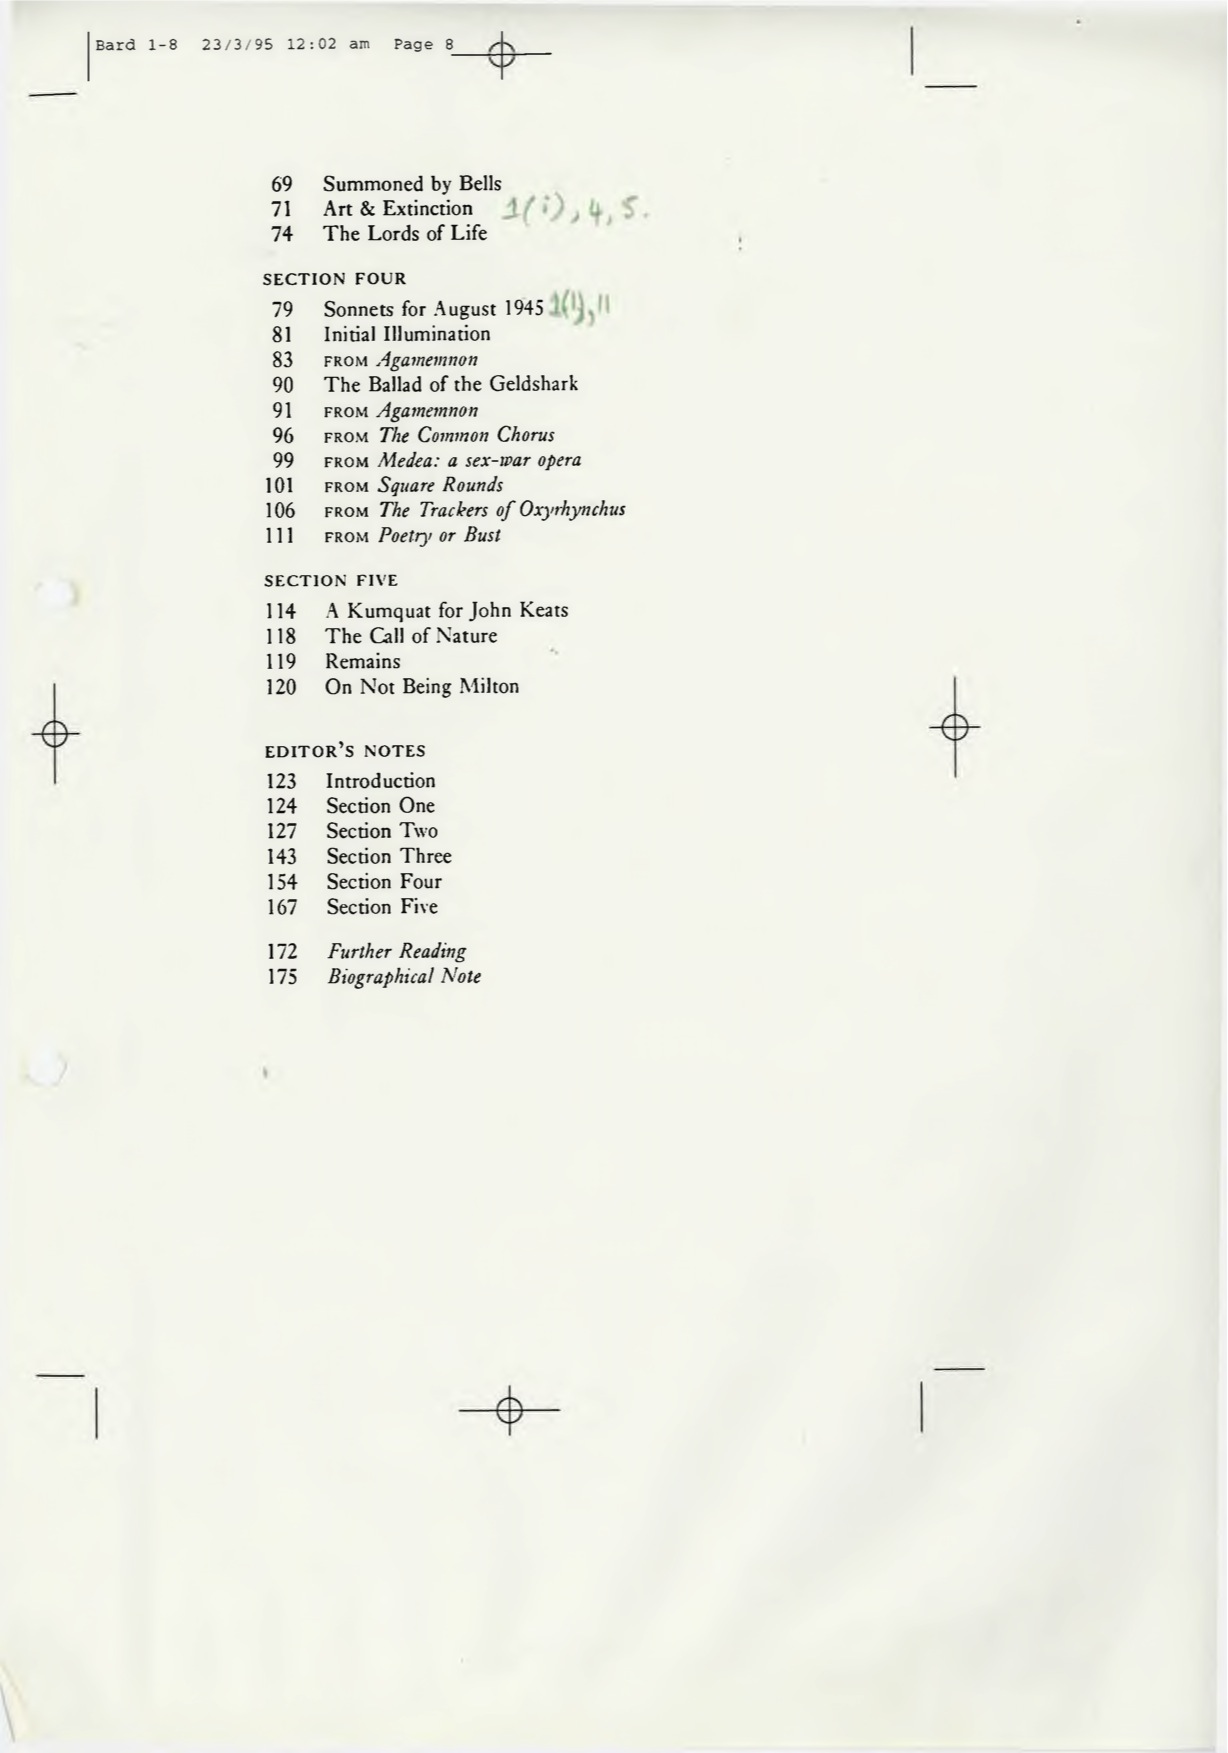 Bard 1-8 23/3/95 12:02 am Page 8
69 Summoned by Bells
71 Art & Extinction 1(i), 4, 5.
74 The Lords of Life
SECTION FOUR
79 Sonnets for August 1945
81 Initial Illumination
83 FROM Agamemnon
90 The Ballad of the Geldshark
91 FROM Agamemnon
96 FROM The Common Chorus
99 FROM Medea: a sex-war opera
101 FROM Square Rounds
106 FROM The Trackers of Oxyrhynchus
111 FROM Poetry or Bust
SECTION FIVE
114 A Kumquat for John Keats
118 The Call of Nature
119 Remains
120 On Not Being Milton
EDITOR'S NOTES
123 Introduction
124 Section One
127 Section Two
143 Section Three
154 Section Four
167 Section Five
172 Further Reading
175 Biographical Note